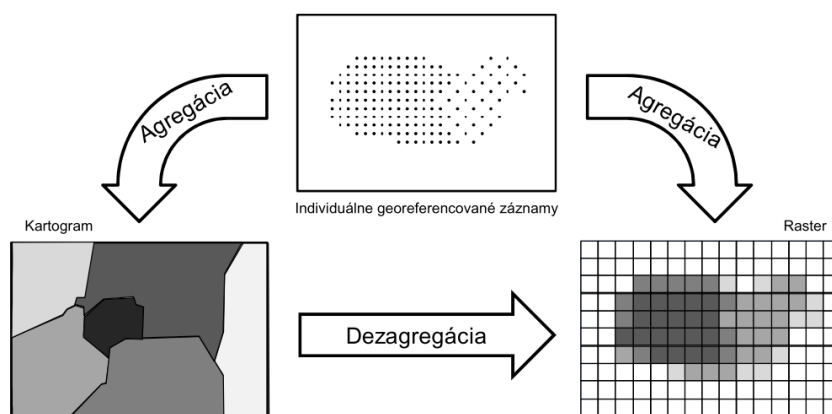 Agregácia
Agregácia
Individuálne georeferencované záznamy
Kartogram
Raster
Dezagregácia